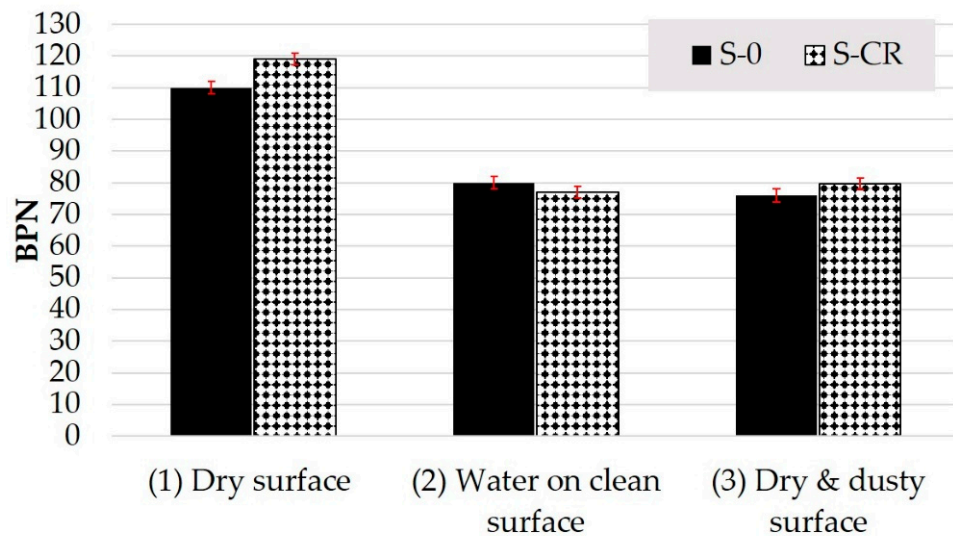 130
120
110
100
90
80
70
60
50
40
30
20
10
0
BPN
S-0 S-CR
(1) Dry surface
(2) Water on clean
surface
(3) Dry & dusty
surface